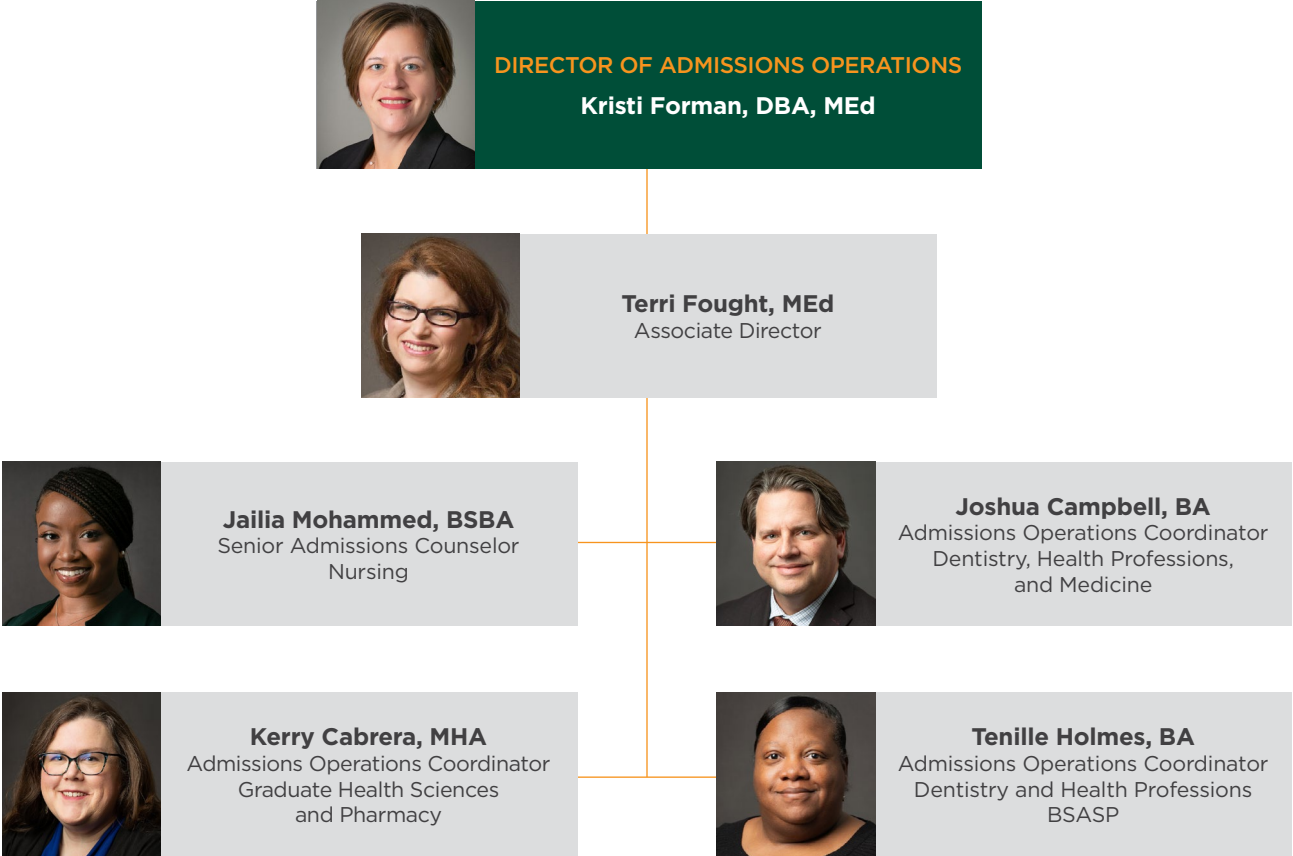 DIRECTOR OF ADMISSIONS OPERATIONS
Kristi Forman, DBA, MEd
Terri Fought, MEd
Associate Director
Jailia Mohammed, BSBA
Senior Admissions Counselor
Nursing
Joshua Campbell, BA
Admissions Operations Coordinator
Dentistry, Health Professions,
and Medicine
Kerry Cabrera, MHA
Admissions Operations Coordinator
Graduate Health Sciences
and Pharmacy
Tenille Holmes, BA
Admissions Operations Coordinator
Dentistry and Health Professions
BSASP